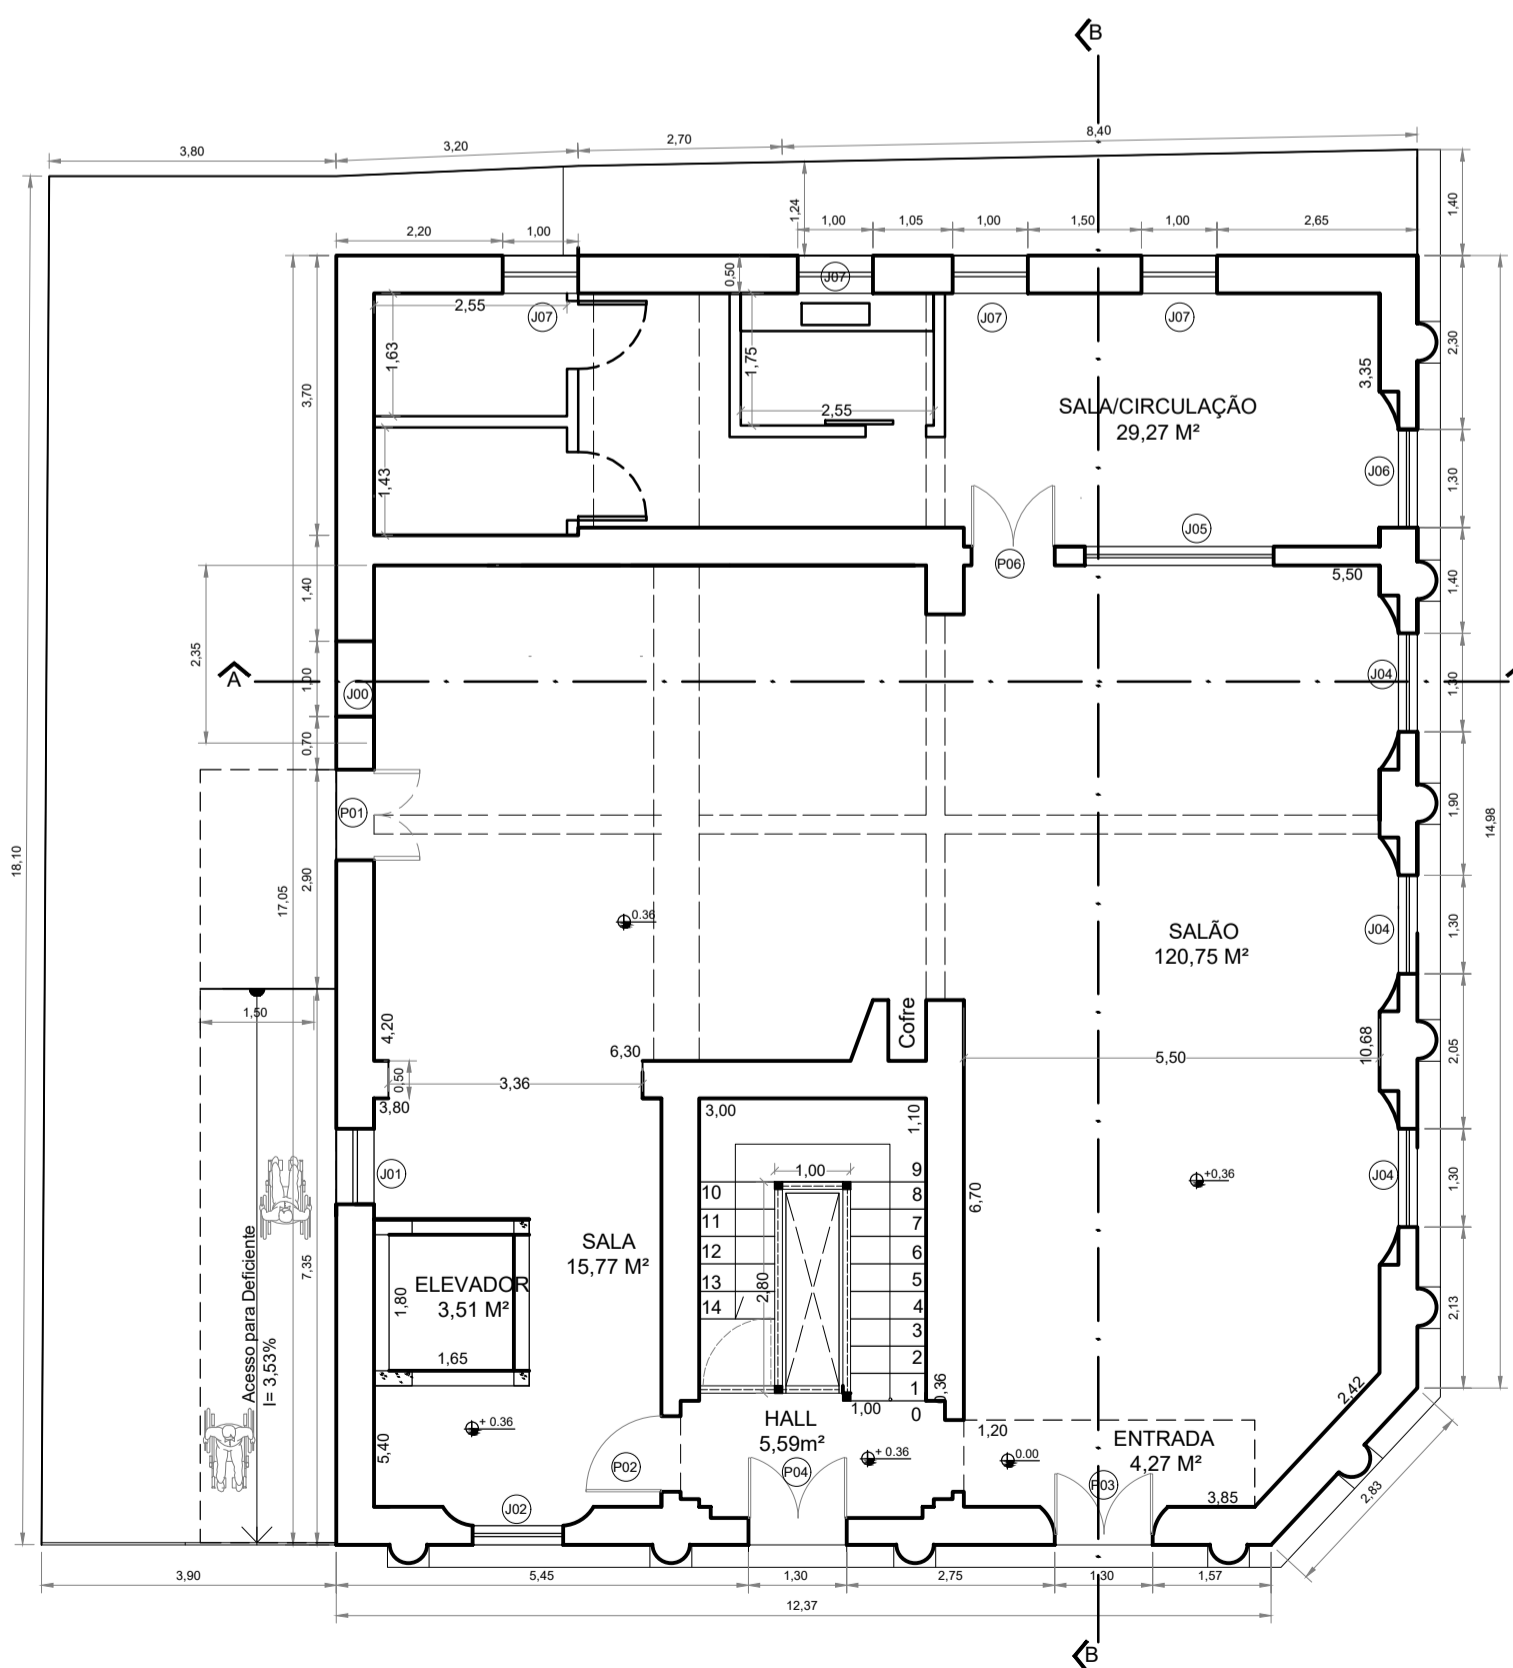 B
3,80
3,20
2,70
8,40
1,40
1,24
2,20
1,00
1,00
1,05
1,00
1,50
1,00
2,65
0,50
J07
J07
J07
J07
2,55
1,63
3,70
1,75
2,55
3,35
2,30
SALA/CIRCULAÇÃO
29,27 M²
1,43
J06
1,30
J05
P06
5,50
1,40
1,40
2,35
A
1,00
J00
J04
1,30
0,70
P01
1,90
14,98
18,10
17,05
2,90
0.36
SALÃO
120,75 M²
J04
1,30
1,50
4,20
Cofre
6,30
5,50
10,68
2,05
0,50
3,36
3,80
3,00
1,10
J01
1,00
9
10
8
11
7
12
6
13
5
14
4
3
2
1
0
2,80
6,70
+0,36
J04
1,30
SALA
15,77 M²
ELEVADOR
3,51 M²
1,80
1,65
7,35
Acesso para Deficiente
I= 3,53%
2,13
2,42
0,36
1,00
HALL
5,59m²
1,20
ENTRADA
4,27 M²
+ 0.36
+ 0.36
0.00
5,40
P02
P04
P03
3,85
J02
2,83
3,90
5,45
1,30
2,75
1,30
1,57
12,37
B